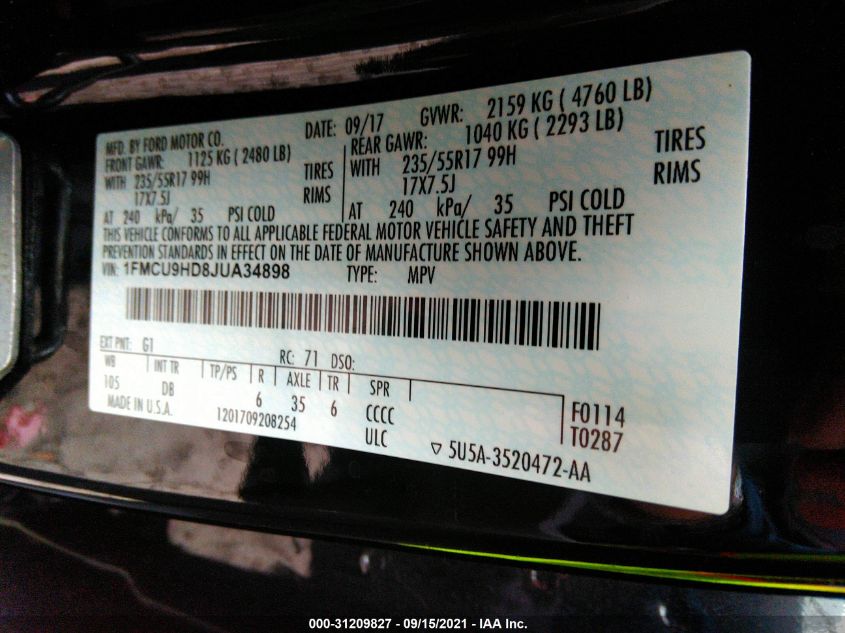 MFD. BY FORD MOTOR CO. DATE: 09/17 GVWR: 2159 KG ( 4760 LB)
FRONT GAWR: 1125 KG ( 2480 LB) REAR GAWR: 1040 KG ( 2293 LB)
WITH 235/55R17 99H TIRES WITH 235/55R17 99H TIRES
17X7.5J RIMS 17X7.5J RIMS
AT 240 kPa/ 35 PSI COLD AT 240 kPa/ 35 PSI COLD
THIS VEHICLE CONFORMS TO ALL APPLICABLE FEDERAL MOTOR VEHICLE SAFETY AND THEFT
PREVENTION STANDARDS IN EFFECT ON THE DATE OF MANUFACTURE SHOWN ABOVE.
VIN: 1FMCU9HD8JUA34898 TYPE: MPV
EXT PNT: G1 RC: 71 DSO:
WB INT TR TP/PS R AXLE TR SPR
105 DB 6 35 6 CCCC F0114
MADE IN U.S.A. 1201709208254 ULC T0287
▽ 5U5A-3520472-AA
000-31209827 - 09/15/2021 - IAA Inc.